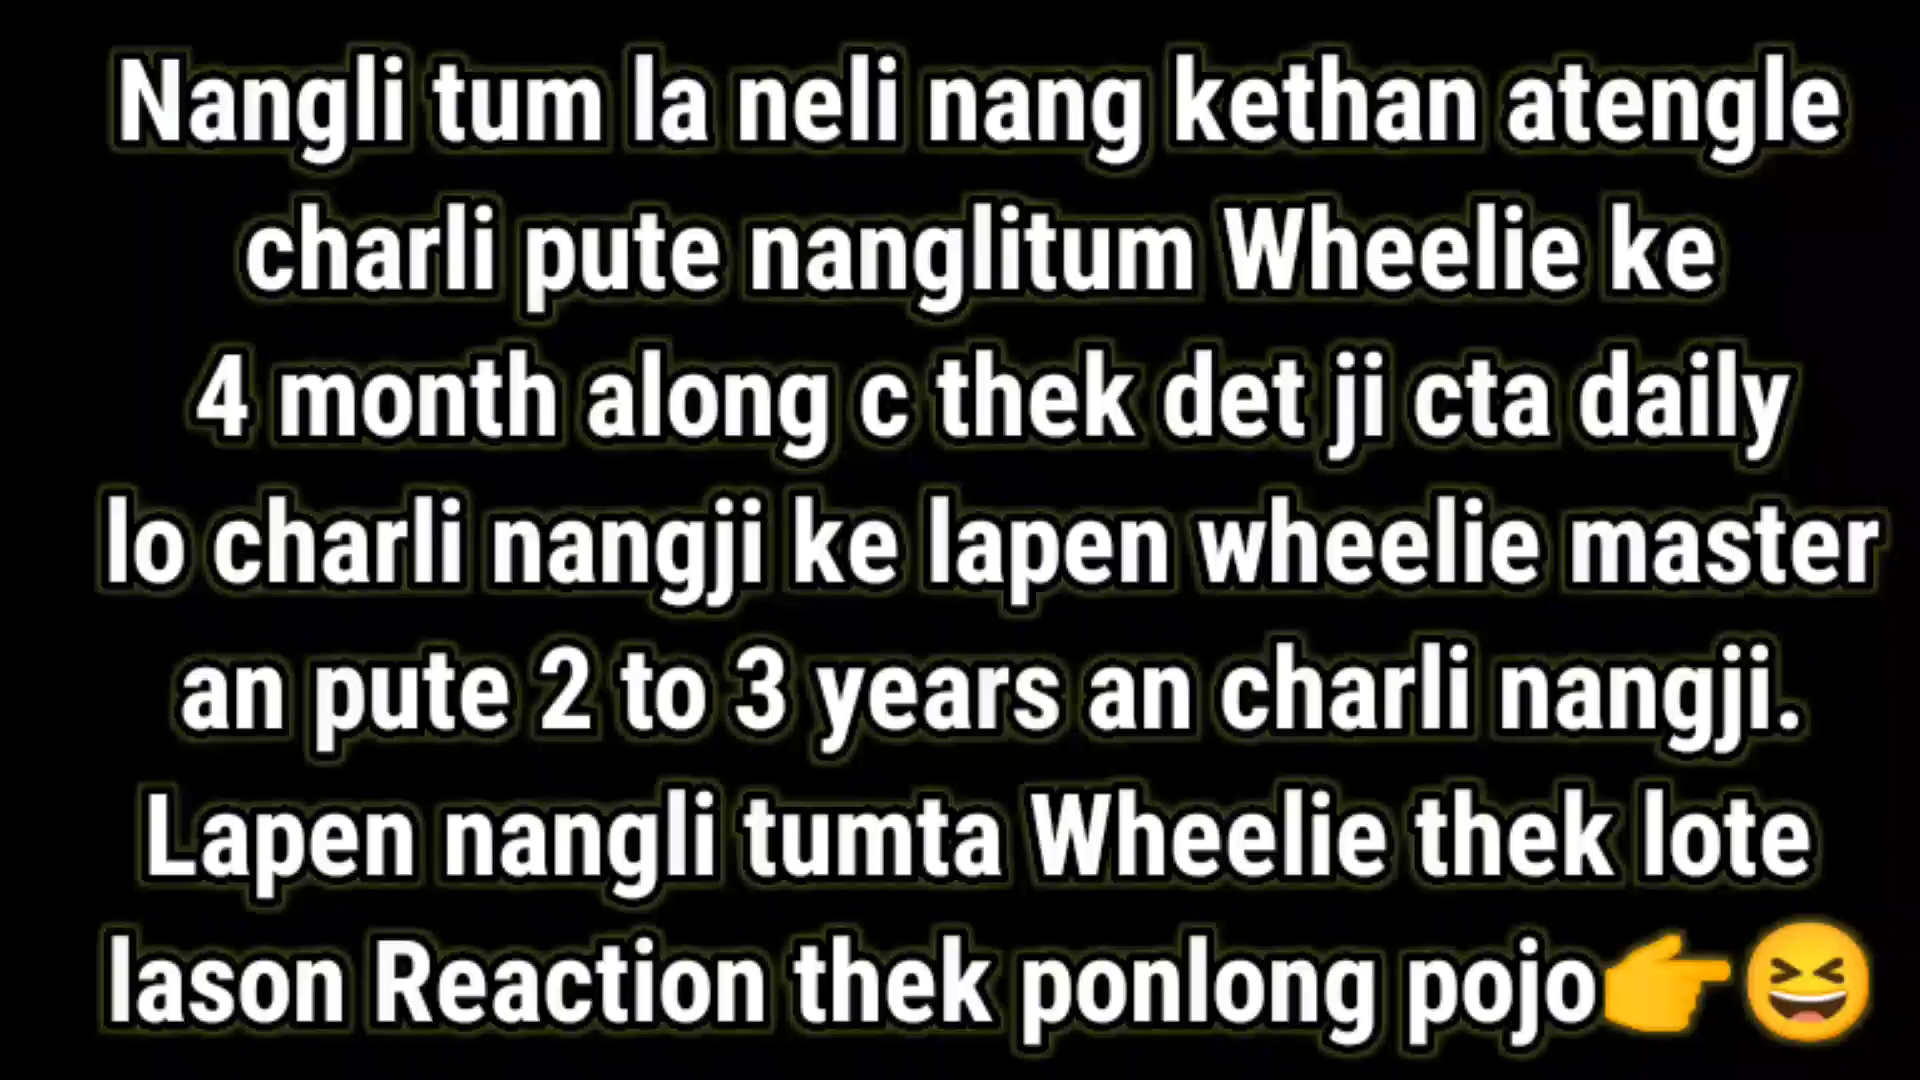 Nangli tum la neli nang kethan atengle
charli pute nanglitum Wheelie ke
4 month along c thek det ji cta daily
lo charli nangji ke lapen wheelie master
an pute 2 to 3 years an charli nangji.
Lapen nangli tumta Wheelie thek lote
lason Reaction thek ponlong pojo👉😆